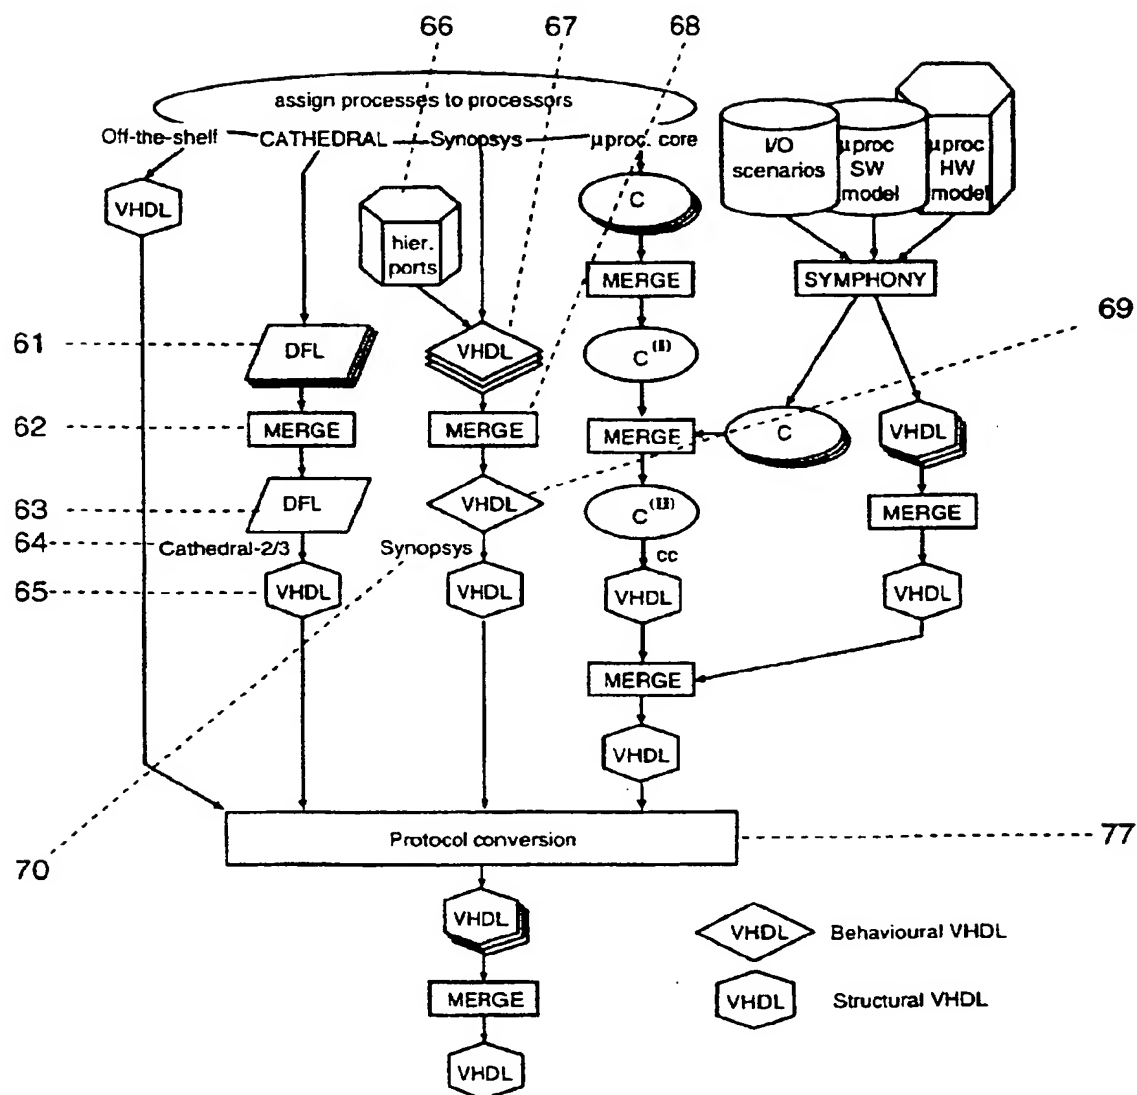 66
67
68
assign processes to processors
Off-the-shelf
CATHEDRAL
Synopsys
µproc. core
I/O
scenarios
µproc
SW
model
µproc
HW
model
VHDL
C
hier.
ports
MERGE
SYMPHONY
69
61
DFL
VHDL
C(II)
62
MERGE
MERGE
MERGE
C
VHDL
63
DFL
VHDL
C(III)
MERGE
64
Cathedral-2/3
Synopsys
cc
65
VHDL
VHDL
VHDL
VHDL
MERGE
VHDL
Protocol conversion
77
70
VHDL
VHDL
Behavioural VHDL
MERGE
VHDL
Structural VHDL
VHDL